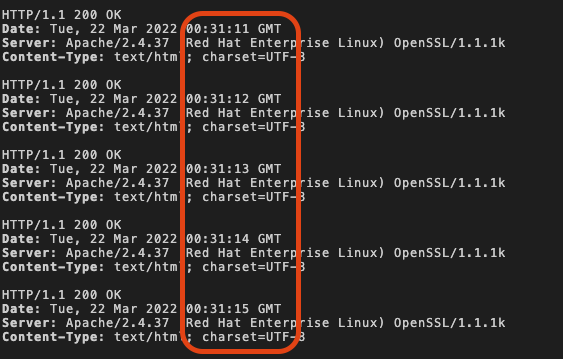 HTTP/1.1 200 OK
Date: Tue, 22 Mar 2022 00:31:11 GMT
Server: Apache/2.4.37 (Red Hat Enterprise Linux) OpenSSL/1.1.1k
Content-Type: text/html; charset=UTF-8
HTTP/1.1 200 OK
Date: Tue, 22 Mar 2022 00:31:12 GMT
Server: Apache/2.4.37 (Red Hat Enterprise Linux) OpenSSL/1.1.1k
Content-Type: text/html; charset=UTF-8
HTTP/1.1 200 OK
Date: Tue, 22 Mar 2022 00:31:13 GMT
Server: Apache/2.4.37 (Red Hat Enterprise Linux) OpenSSL/1.1.1k
Content-Type: text/html; charset=UTF-8
HTTP/1.1 200 OK
Date: Tue, 22 Mar 2022 00:31:14 GMT
Server: Apache/2.4.37 (Red Hat Enterprise Linux) OpenSSL/1.1.1k
Content-Type: text/html; charset=UTF-8
HTTP/1.1 200 OK
Date: Tue, 22 Mar 2022 00:31:15 GMT
Server: Apache/2.4.37 (Red Hat Enterprise Linux) OpenSSL/1.1.1k
Content-Type: text/html; charset=UTF-8